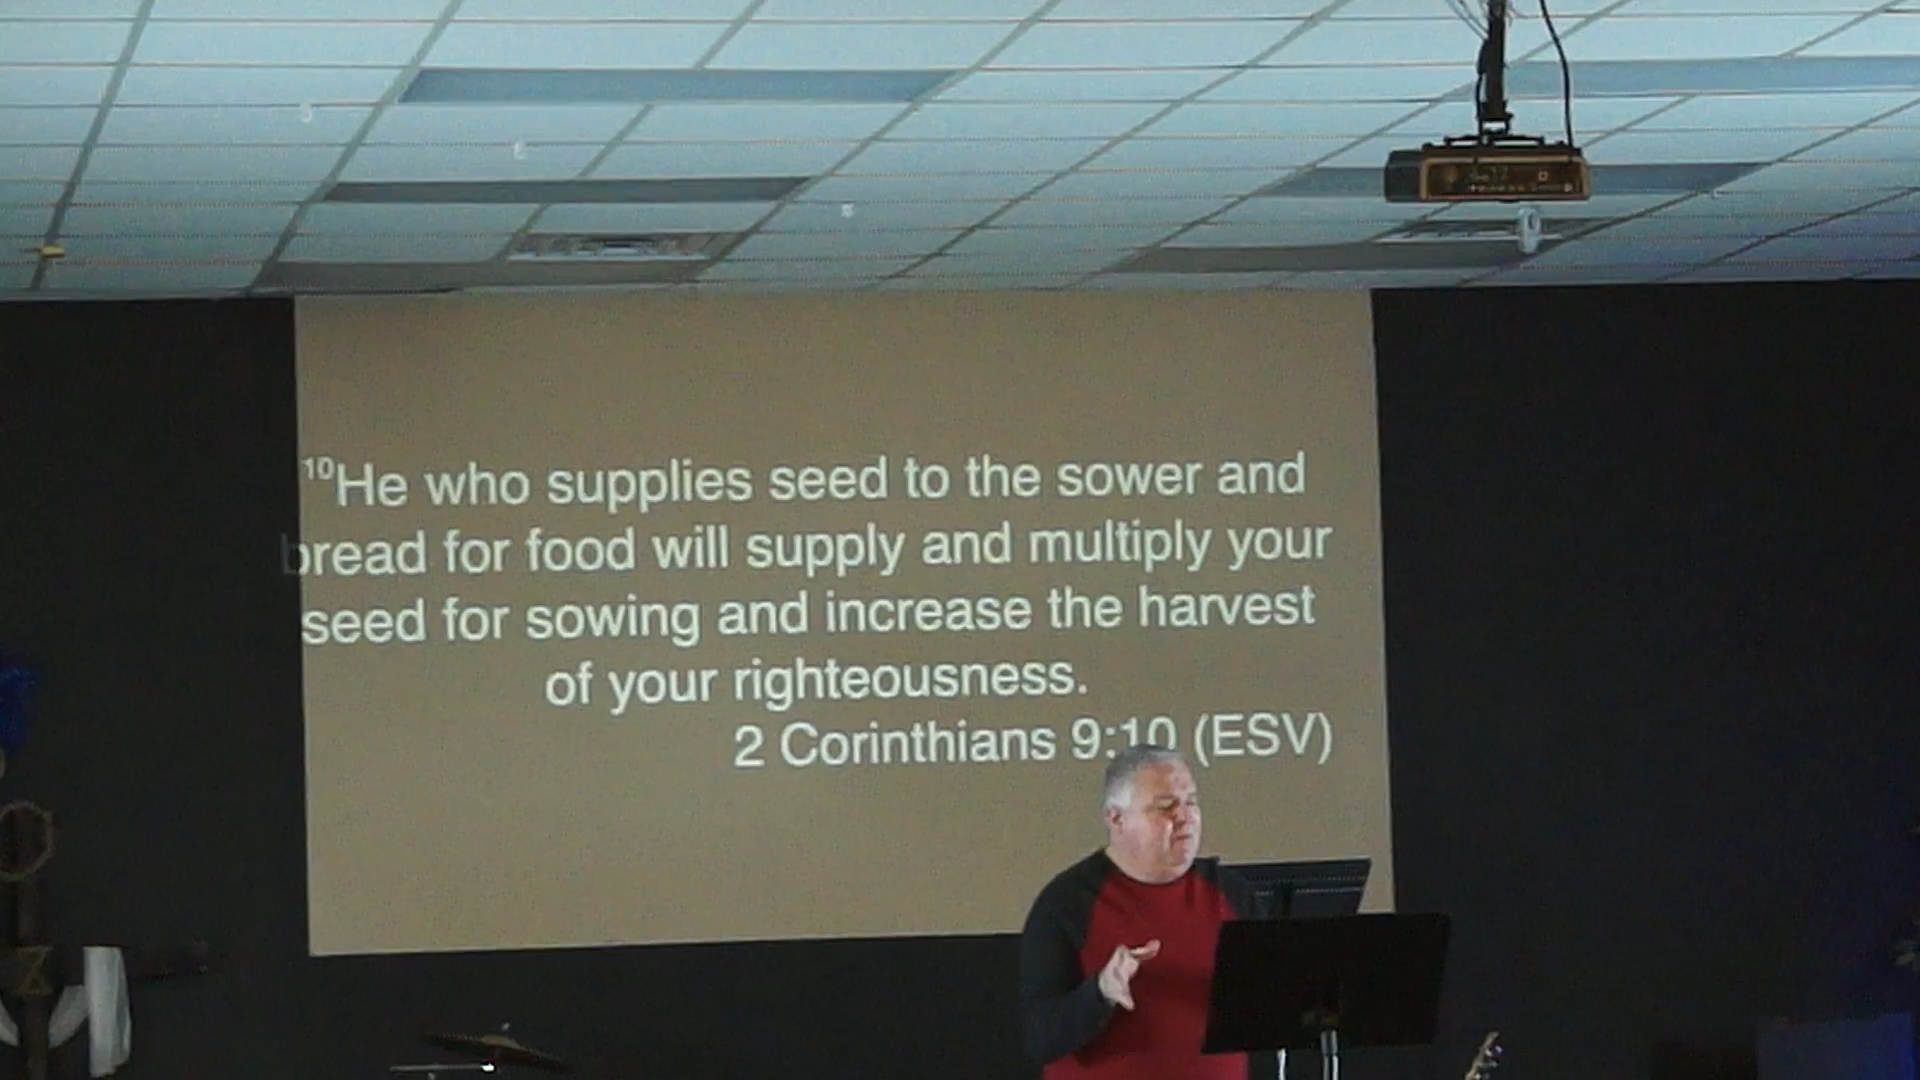 ¹⁰He who supplies seed to the sower and
bread for food will supply and multiply your
seed for sowing and increase the harvest
of your righteousness.
2 Corinthians 9:10 (ESV)